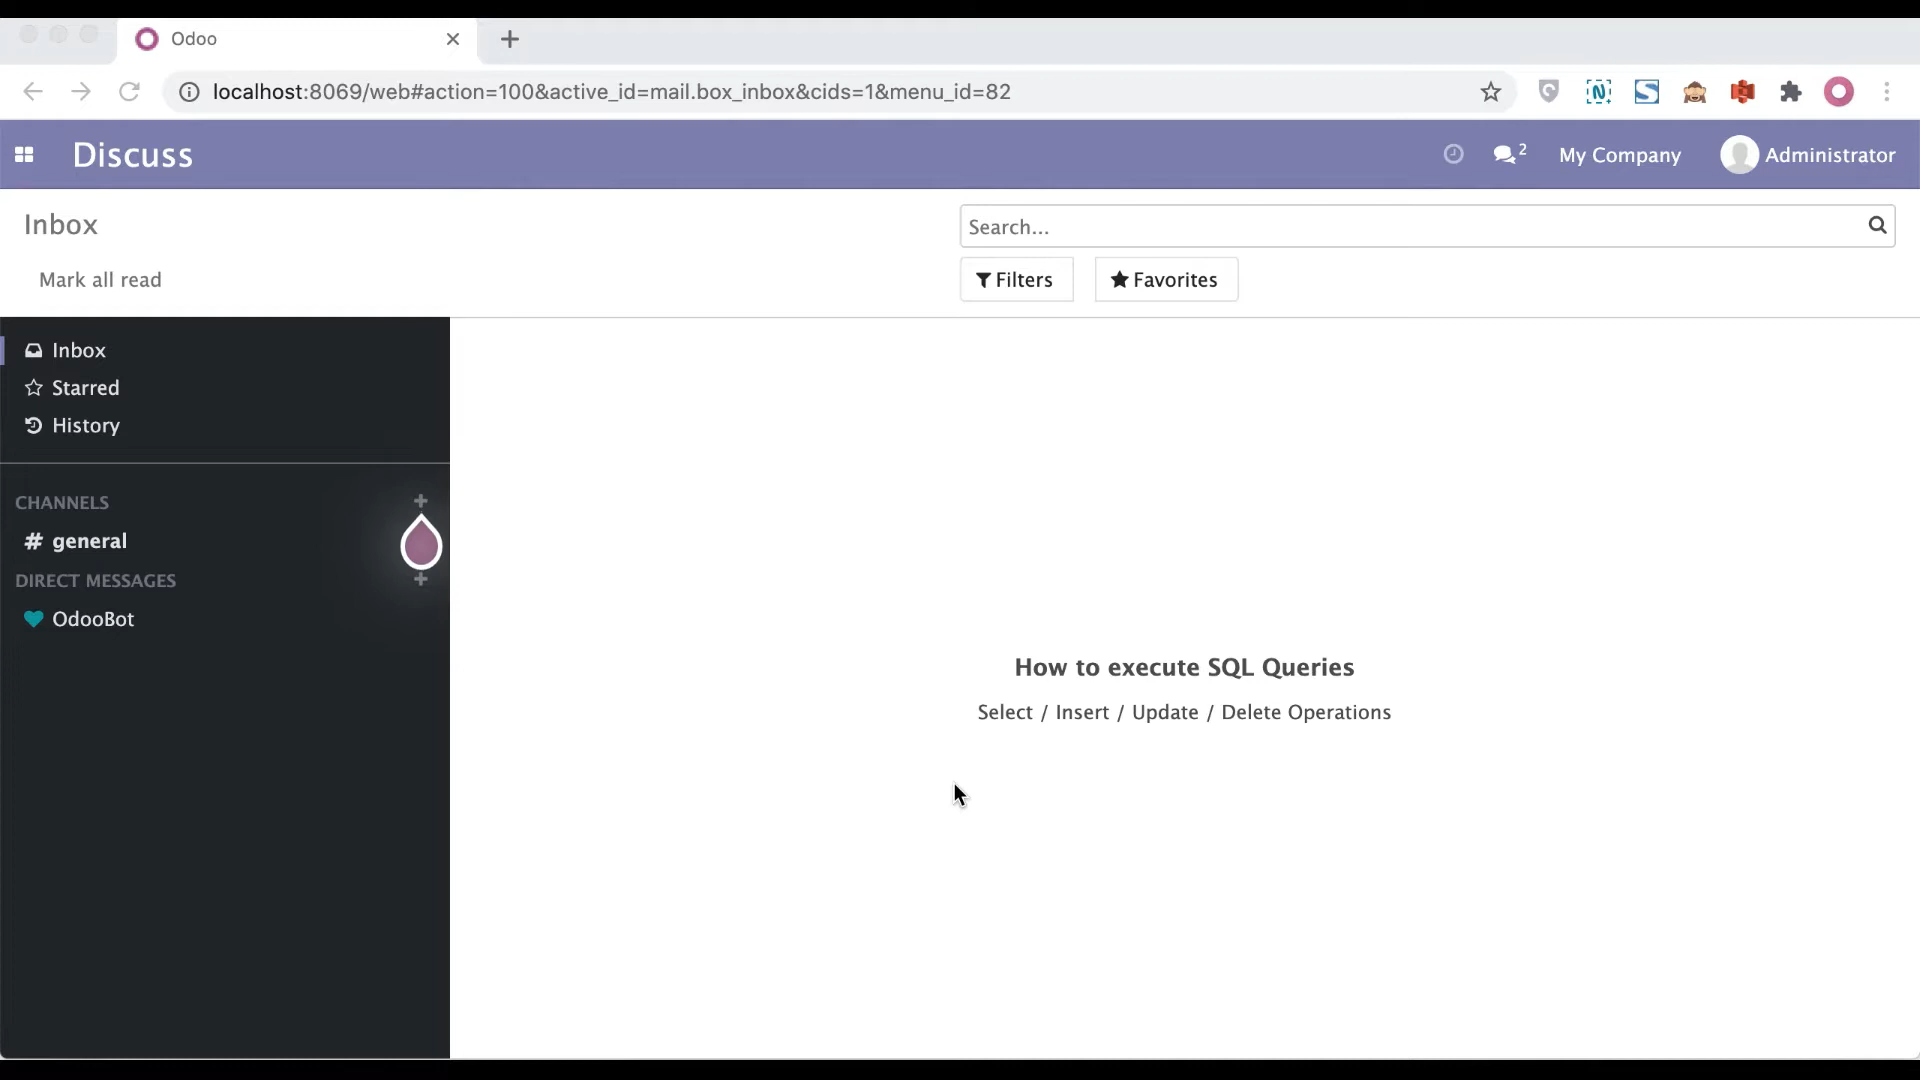 Odoo
localhost:8069/web#action=100&active_id=mail.box_inbox&cids=1&menu_id=82
Discuss
2
My Company
Administrator
Inbox
Search...
Mark all read
Filters
Favorites
Inbox
Starred
History
CHANNELS
# general
DIRECT MESSAGES
OdooBot
How to execute SQL Queries
Select / Insert / Update / Delete Operations